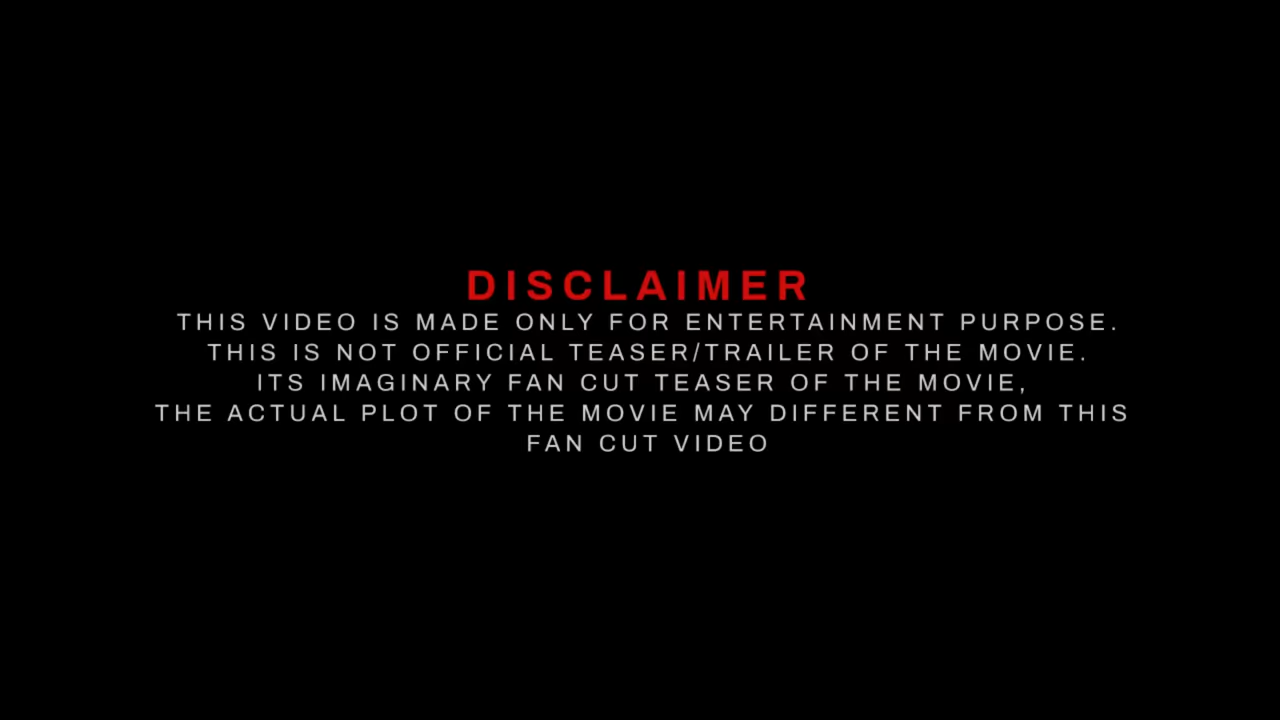 DISCLAIMER
THIS VIDEO IS MADE ONLY FOR ENTERTAINMENT PURPOSE.
THIS IS NOT OFFICIAL TEASER/TRAILER OF THE MOVIE.
ITS IMAGINARY FAN CUT TEASER OF THE MOVIE,
THE ACTUAL PLOT OF THE MOVIE MAY DIFFERENT FROM THIS
FAN CUT VIDEO